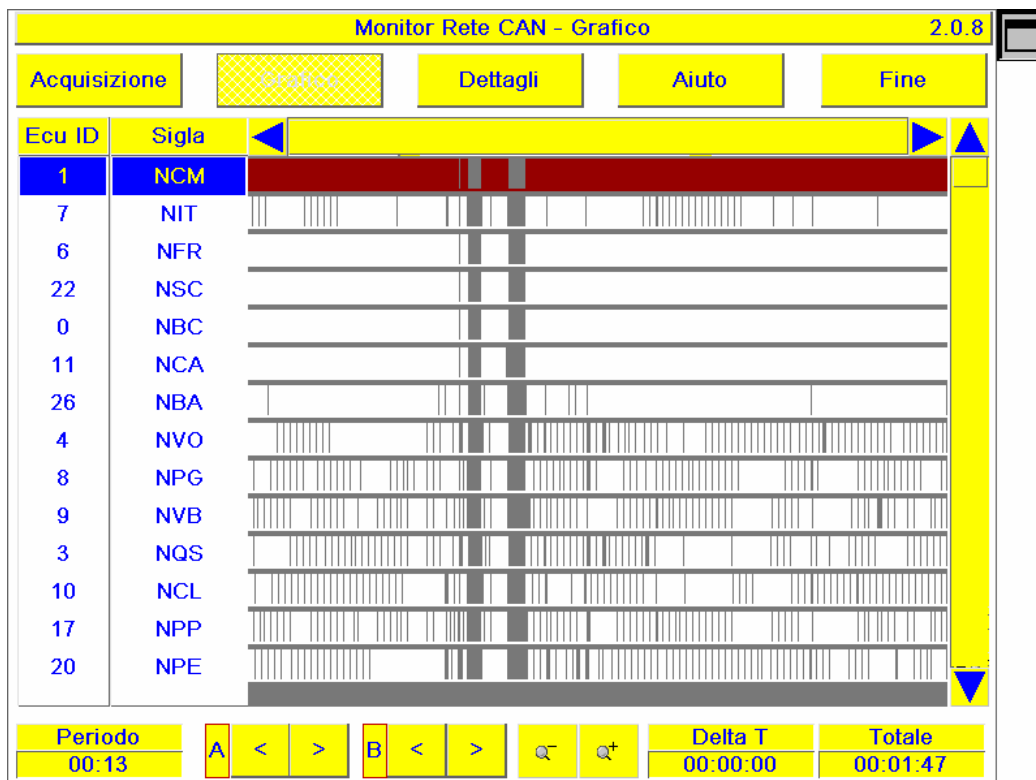 Monitor Rete CAN - Grafico 2.0.8
Acquisizione Dettagli Aiuto Fine
Ecu ID Sigla
1 NCM
7 NIT
6 NFR
22 NSC
0 NBC
11 NCA
26 NBA
4 NVO
8 NPG
9 NVB
3 NQS
10 NCL
17 NPP
20 NPE
Periodo A < > B < > Delta T Totale
00:13 00:00:00 00:01:47